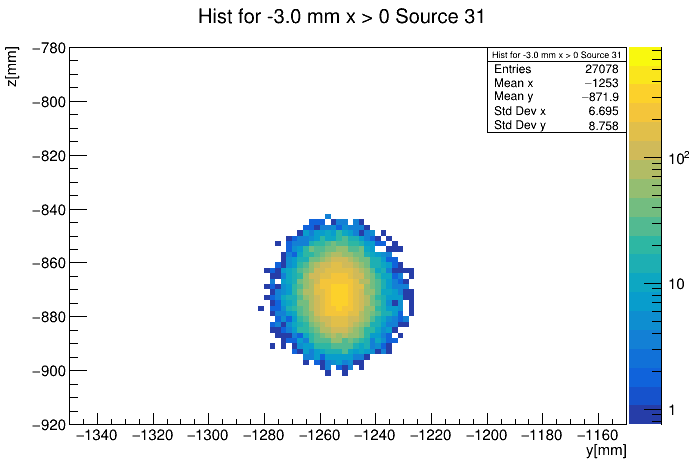 Hist for -3.0 mm x > 0 Source 31
z[mm]
−780
−800
−820
−840
−860
−880
−900
−920
Hist for -3.0 mm x > 0 Source 31
Entries 27078
Mean x −1253
Mean y −871.9
Std Dev x 6.695
Std Dev y 8.758
10²
10
1
−1340 −1320 −1300 −1280 −1260 −1240 −1220 −1200 −1180 −1160
y[mm]